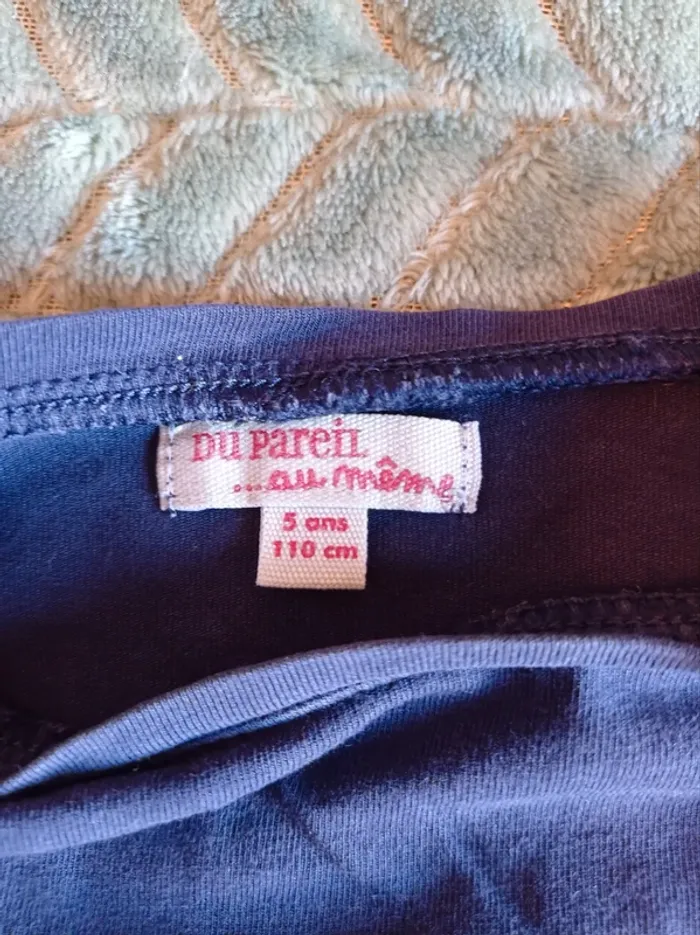 DU Pareil
...au même
5 ans
110 cm